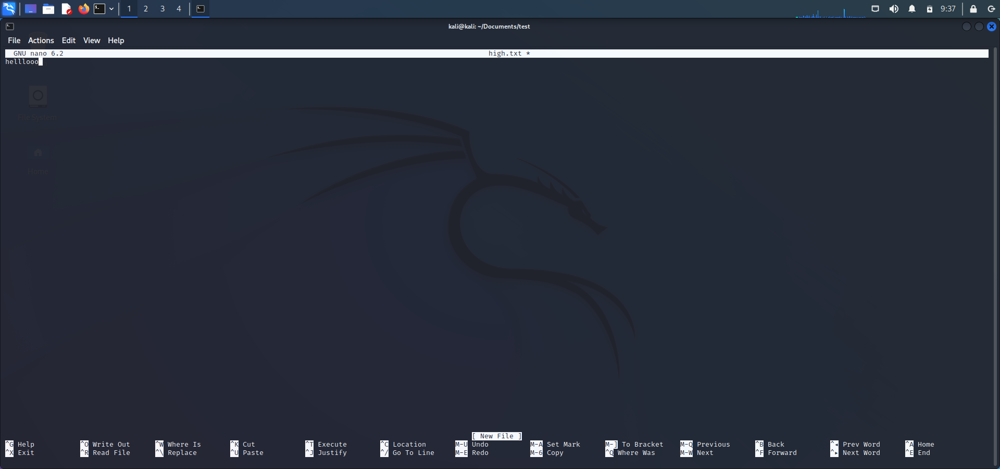 1 2 3 4 9:37
kali@kali: ~/Documents/test
File Actions Edit View Help
GNU nano 6.2 high.txt *
helllooo
File System
Home
[ New File ]
^G Help ^O Write Out ^W Where Is ^K Cut ^T Execute ^C Location M-U Undo M-A Set Mark M-] To Bracket M-Q Previous ^B Back ^◂ Prev Word ^A Home
^X Exit ^R Read File ^\ Replace ^U Paste ^J Justify ^/ Go To Line M-E Redo M-6 Copy ^Q Where Was M-W Next ^F Forward ^▸ Next Word ^E End